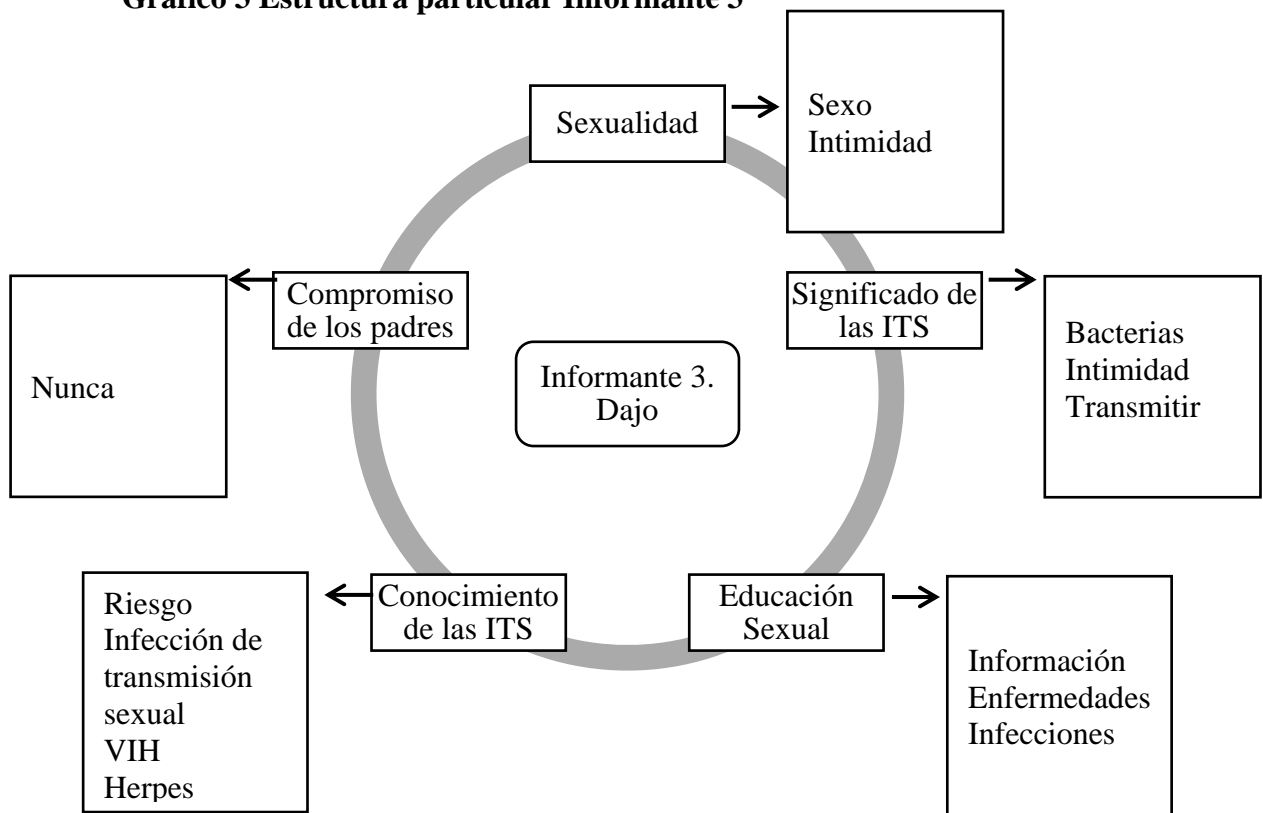 Gráfico 3 Estructura particular Informante 3
Sexualidad
Sexo
Intimidad
Compromiso
de los padres
Nunca
Significado de
las ITS
Bacterias
Intimidad
Transmitir
Informante 3.
Dajo
Conocimiento
de las ITS
Riesgo
Infección de
transmisión
sexual
VIH
Herpes
Educación
Sexual
Información
Enfermedades
Infecciones